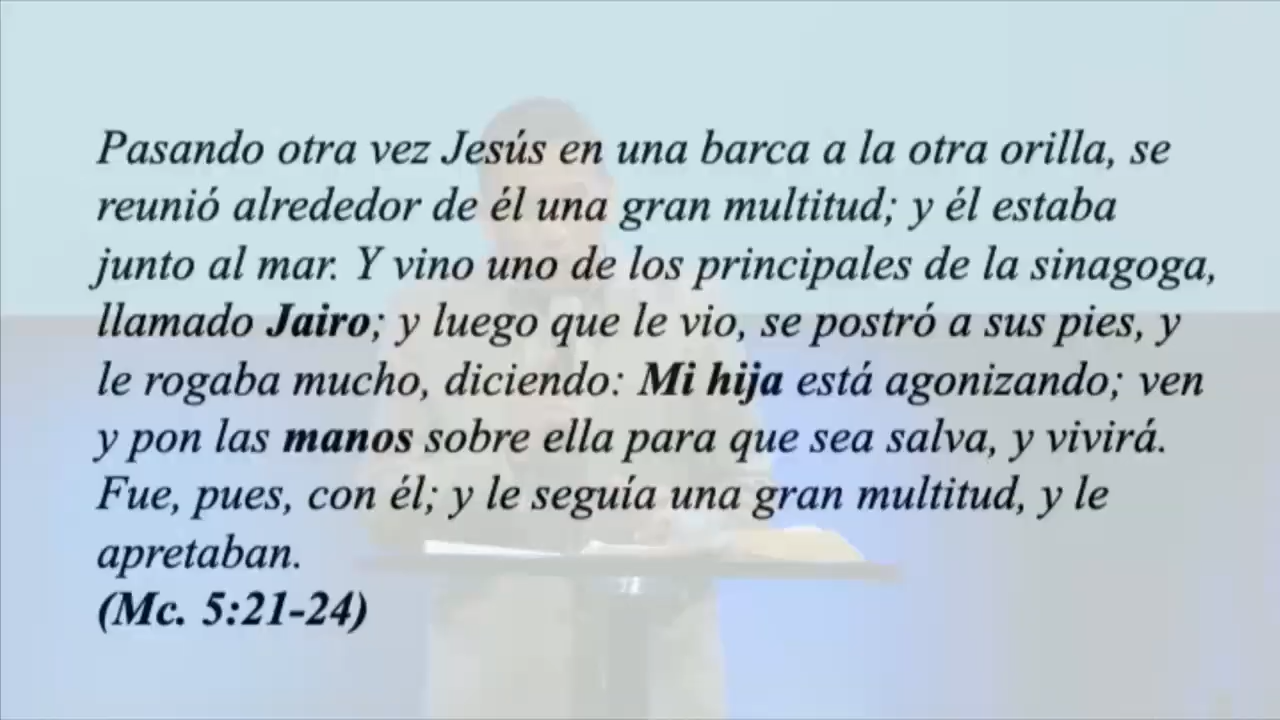 Pasando otra vez Jesús en una barca a la otra orilla, se
reunió alrededor de él una gran multitud; y él estaba
junto al mar. Y vino uno de los principales de la sinagoga,
llamado Jairo; y luego que le vio, se postró a sus pies, y
le rogaba mucho, diciendo: Mi hija está agonizando; ven
y pon las manos sobre ella para que sea salva, y vivirá.
Fue, pues, con él; y le seguía una gran multitud, y le
apretaban.
(Mc. 5:21-24)